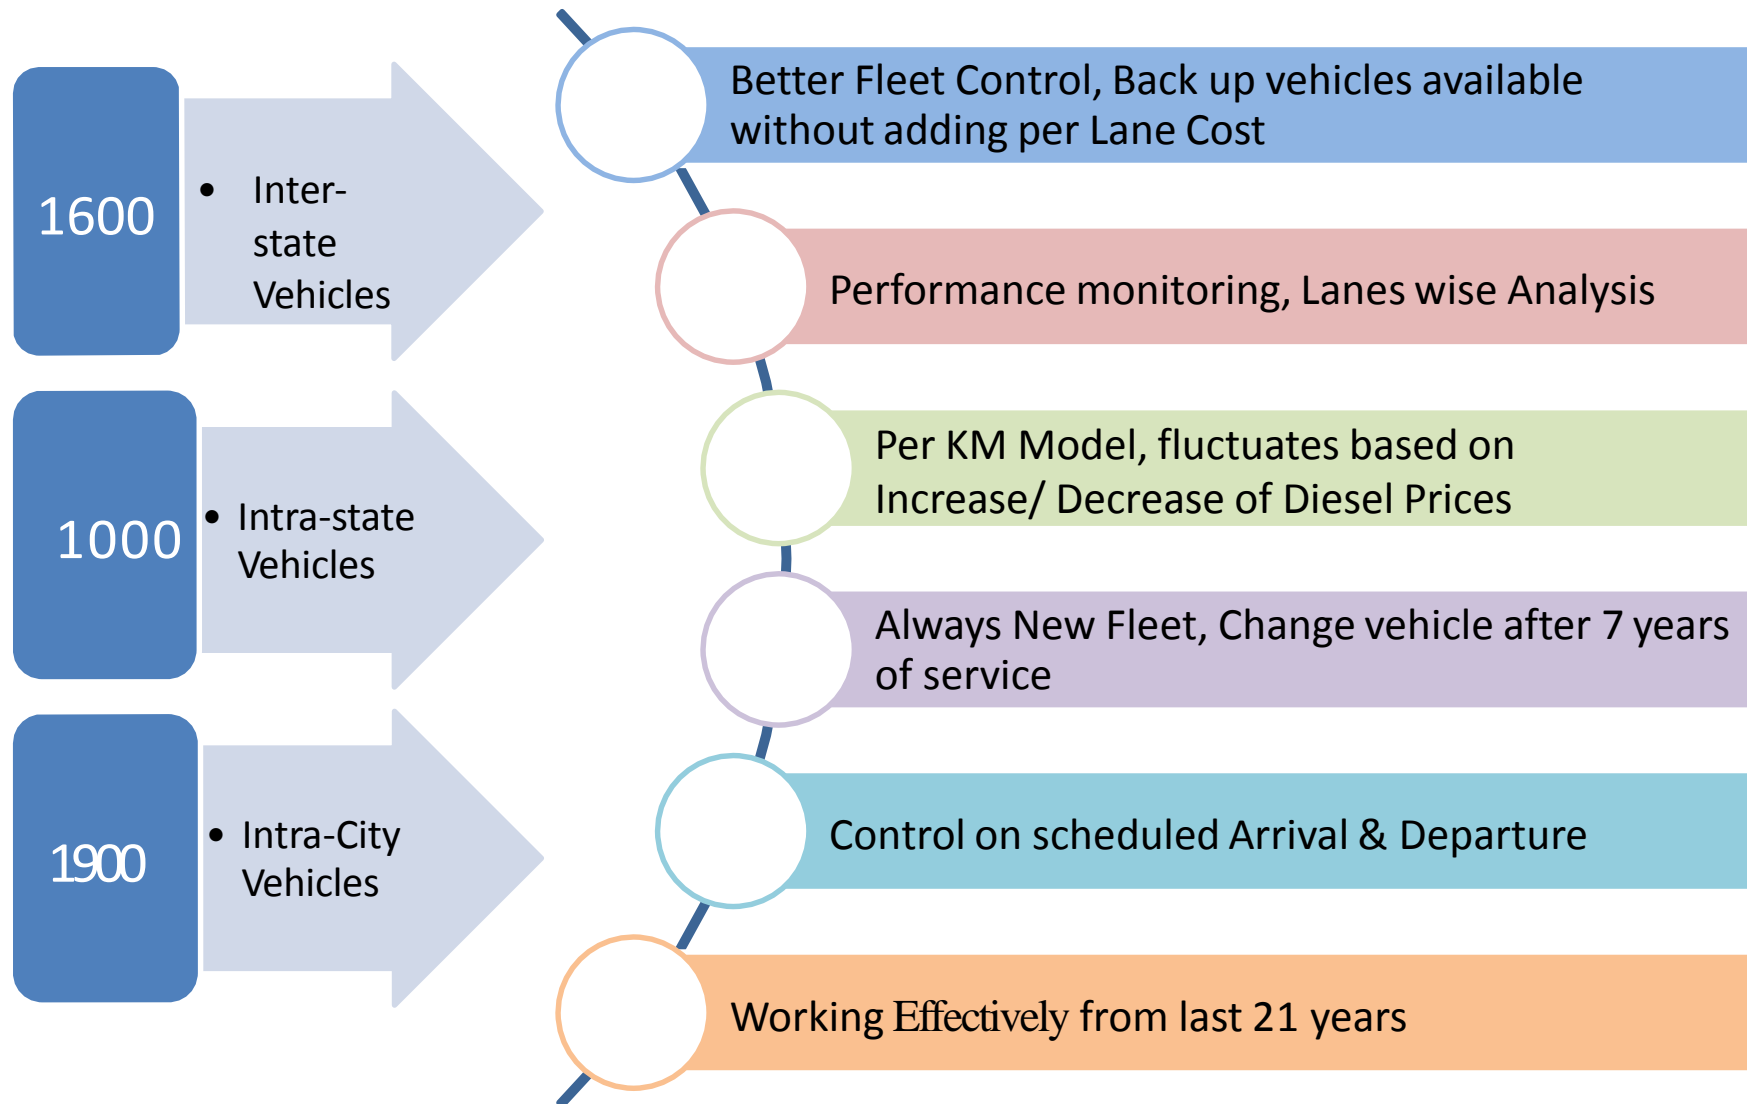 1600
• Inter-
state
Vehicles
1000
• Intra-state
Vehicles
1900
• Intra-City
Vehicles
Better Fleet Control, Back up vehicles available
without adding per Lane Cost
Performance monitoring, Lanes wise Analysis
Per KM Model, fluctuates based on
Increase/ Decrease of Diesel Prices
Always New Fleet, Change vehicle after 7 years
of service
Control on scheduled Arrival & Departure
Working Effectively from last 21 years